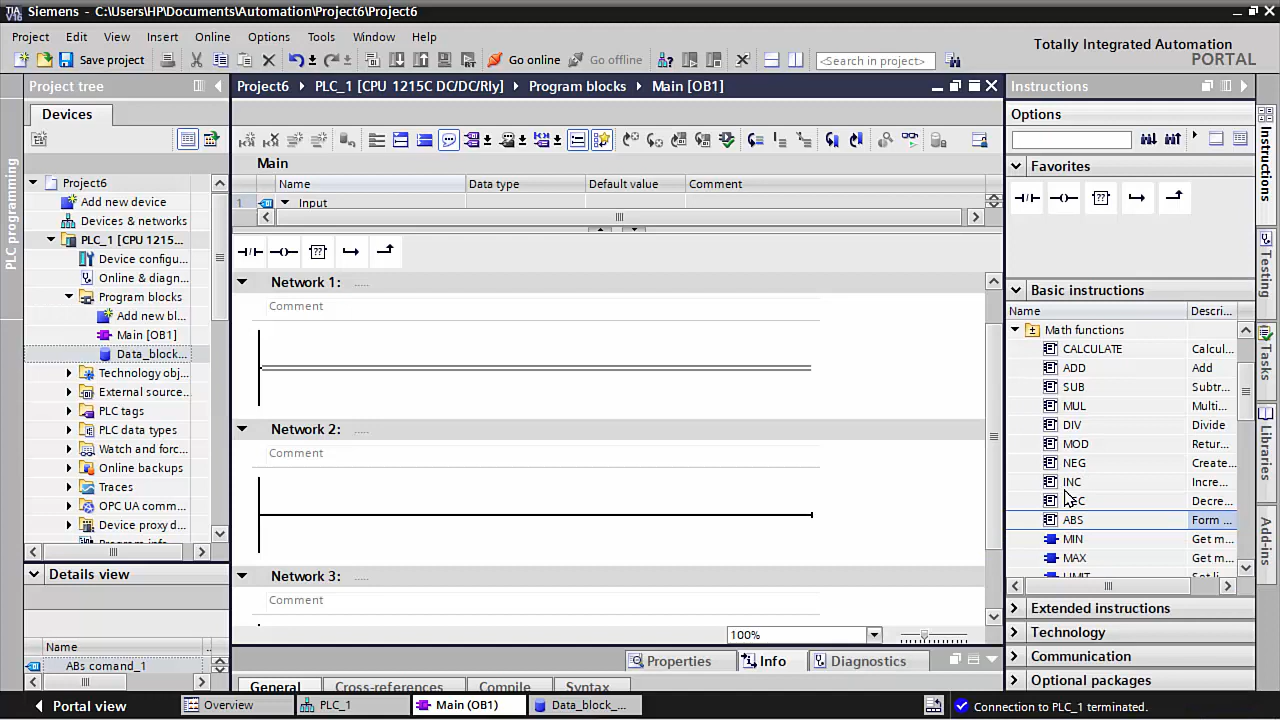 Siemens - C:\Users\HP\Documents\Automation\Project6\Project6
Project Edit View Insert Online Options Tools Window Help
Totally Integrated Automation
PORTAL
Save project
Go online
Go offline
<Search in project>
Project tree
Project6 PLC_1 [CPU 1215C DC/DC/Rly] Program blocks Main [OB1]
Instructions
Devices
Options
PLC programming
Main
Name Data type Default value Comment
1 Input
Favorites
Project6
Add new device
Devices & networks
PLC_1 [CPU 1215...
Device configu...
Online & diagn...
Program blocks
Add new bl...
Main [OB1]
Data_block...
Technology obj...
External source...
PLC tags
PLC data types
Watch and forc...
Online backups
Traces
OPC UA comm...
Device proxy d...
Network 1: .....
Comment
Network 2: .....
Comment
Network 3: .....
Comment
100%
Basic instructions
Name Descri...
Math functions
CALCULATE Calcul...
ADD Add
SUB Subtr...
MUL Multi...
DIV Divide
MOD Retur...
NEG Create...
INC Incre...
Decre...
ABS Form ...
MIN Get m...
MAX Get m...
LIMIT Set li...
Extended instructions
Technology
Communication
Optional packages
Instructions
Testing
Tasks
Libraries
Add-ins
Details view
Name
ABs comand_1
Properties Info Diagnostics
General Cross-references Compile Syntax
Portal view Overview PLC_1 Main (OB1) Data_block_... Connection to PLC_1 terminated.